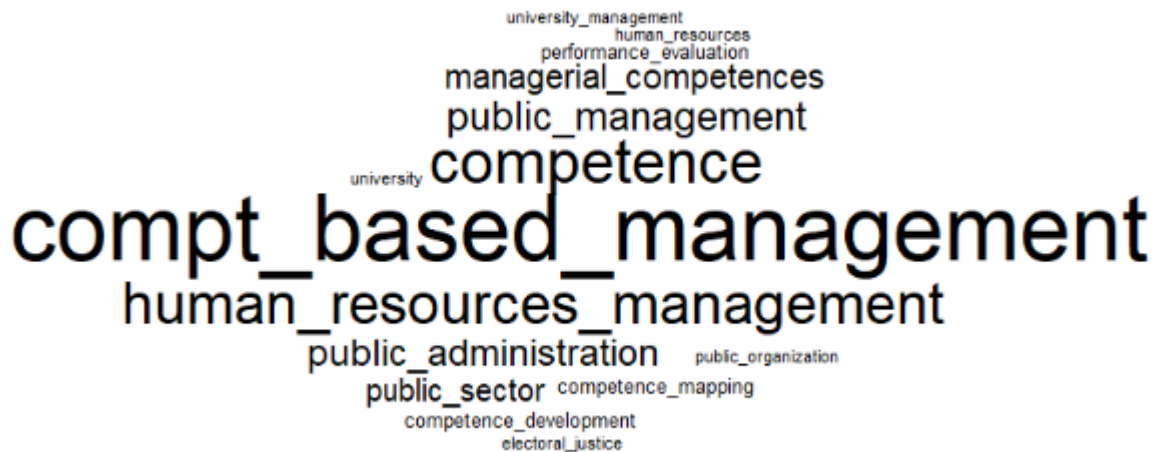 university_management
human_resources
performance_evaluation
managerial_competences
public_management
university competence
compt_based_management
human_resources_management
public_administration public_organization
public_sector competence_mapping
competence_development
electoral_justice